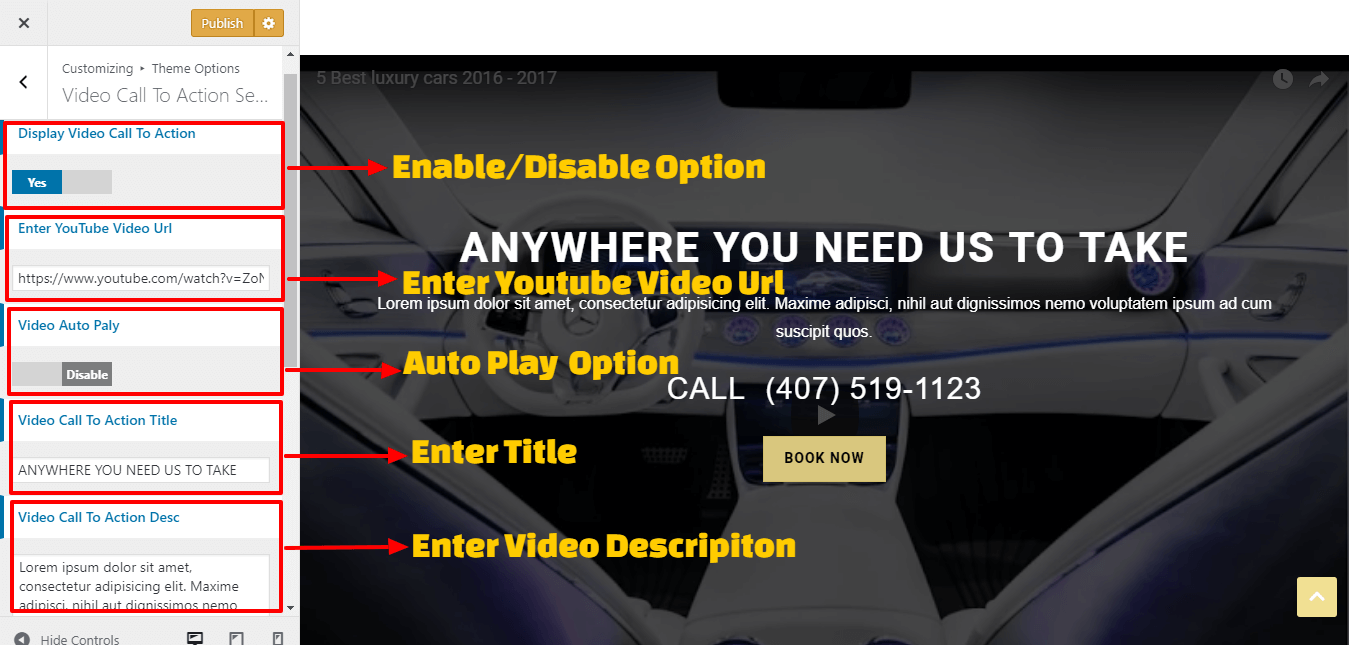 Publish
Customizing ▸ Theme Options
Video Call To Action Se...
Display Video Call To Action
Yes
Enter YouTube Video Url
https://www.youtube.com/watch?v=ZoN
Video Auto Paly
Disable
Video Call To Action Title
ANYWHERE YOU NEED US TO TAKE
Video Call To Action Desc
Lorem ipsum dolor sit amet,
consectetur adipisicing elit. Maxime
adipisci, nihil aut dignissimos nemo
Hide Controls
5 Best luxury cars 2016 - 2017
Enable/Disable Option
ANYWHERE YOU NEED US TO TAKE
Enter Youtube Video Url
Lorem ipsum dolor sit amet, consectetur adipisicing elit. Maxime adipisci, nihil aut dignissimos nemo voluptatem ipsum ad cum
suscipit quos.
Auto Play Option
CALL (407) 519-1123
Enter Title
BOOK NOW
Enter Video Descripiton